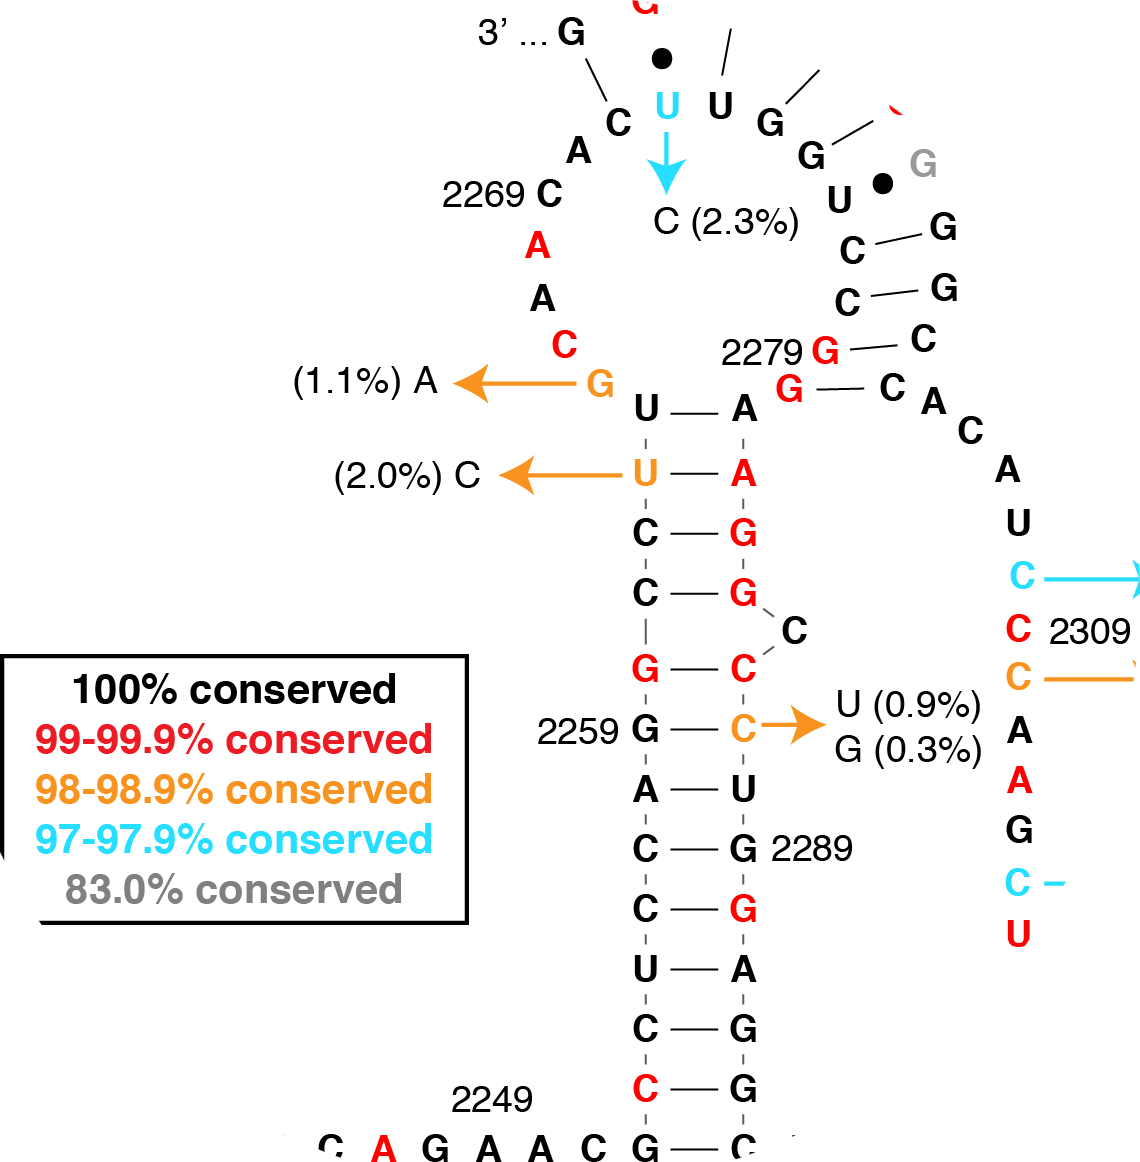 G
3’ ... G
U U
C G
A G G
2269 C U
C (2.3%)
A C G
A C G
C 2279 G C
(1.1%) A G G C A
U A C
(2.0%) C U A A
C G U
C G C
C
G C C 2309
C
100% conserved
99-99.9% conserved
98-98.9% conserved
97-97.9% conserved
83.0% conserved
U (0.9%)
2259 G C A
G (0.3%)
A U A
C G 2289 G
C G C
U A U
C G
C G
2249
C A G A A C G C